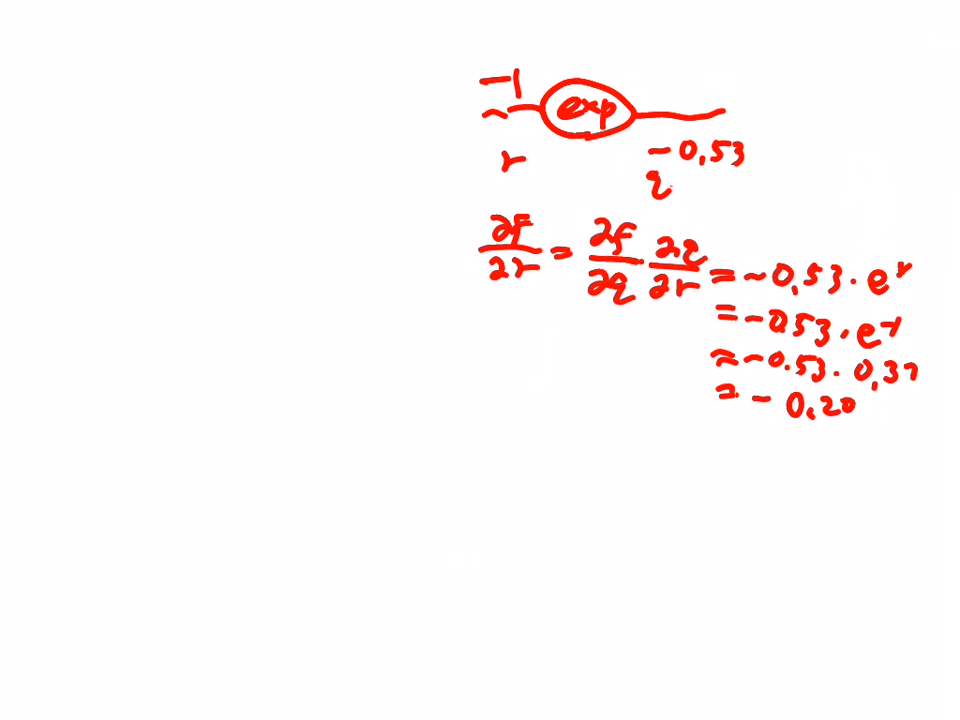 -1
exp
r
-0.53
q
∂f/∂r = ∂f/∂q ∂q/∂r = -0.53 · e^r
= -0.53 · e^-1
= -0.53 · 0.37
= -0.20